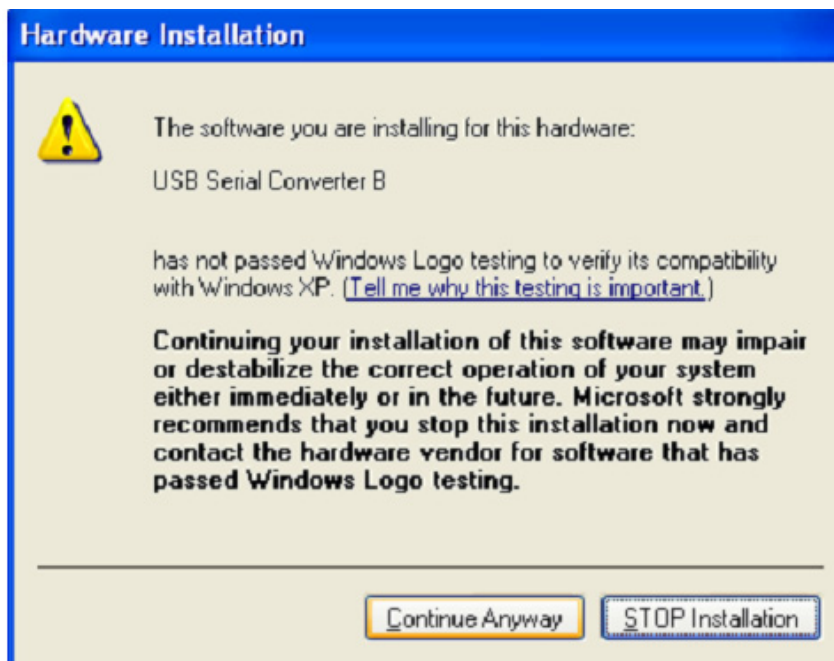 Hardware Installation
The software you are installing for this hardware:
USB Serial Converter B
has not passed Windows Logo testing to verify its compatibility
with Windows XP. (Tell me why this testing is important.)
Continuing your installation of this software may impair
or destabilize the correct operation of your system
either immediately or in the future. Microsoft strongly
recommends that you stop this installation now and
contact the hardware vendor for software that has
passed Windows Logo testing.
Continue Anyway
STOP Installation